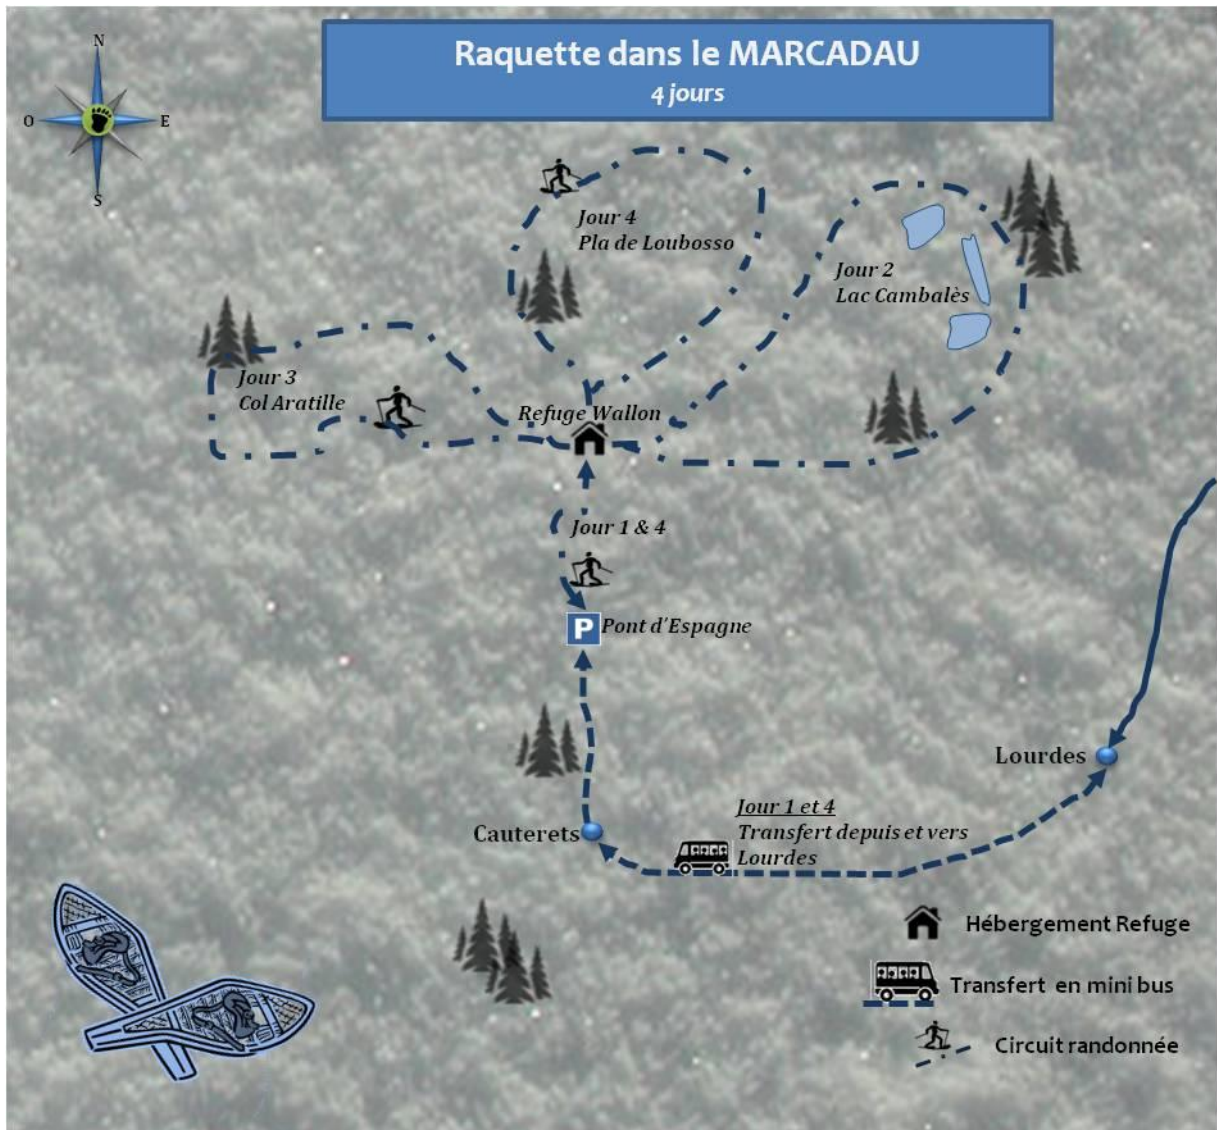 Raquette dans le MARCADAU
4 jours
N
O
E
S
Jour 4
Pla de Loubosso
Jour 2
Lac Cambalès
Jour 3
Col Aratille
Refuge Wallon
Jour 1 & 4
P
Pont d'Espagne
Lourdes
Jour 1 et 4
Transfert depuis et vers
Lourdes
Cauterets
Hébergement Refuge
Transfert en mini bus
Circuit randonnée